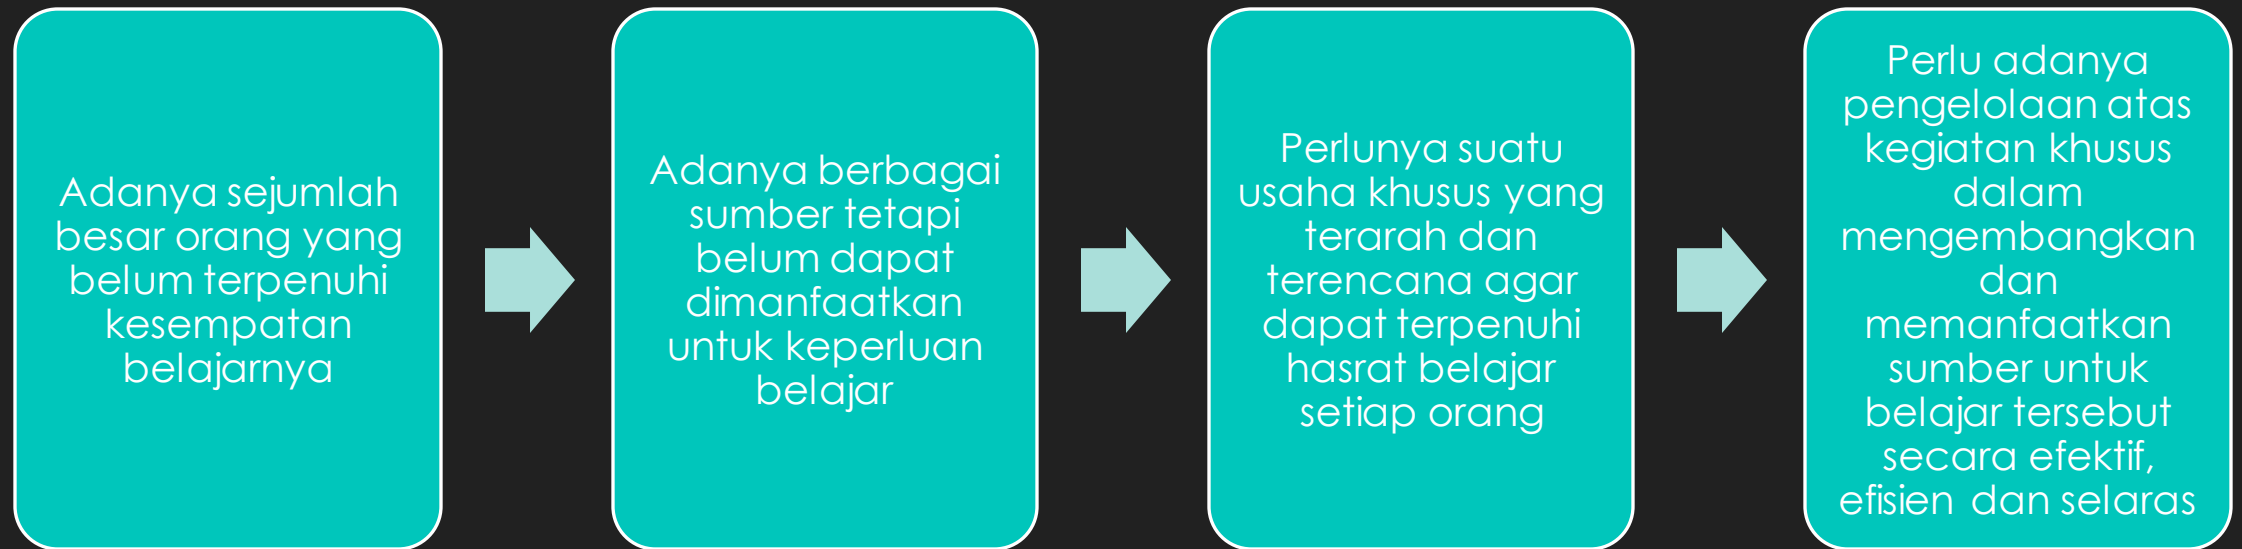 Adanya sejumlah
besar orang yang
belum terpenuhi
kesempatan
belajarnya
Adanya berbagai
sumber tetapi
belum dapat
dimanfaatkan
untuk keperluan
belajar
Perlunya suatu
usaha khusus yang
terarah dan
terencana agar
dapat terpenuhi
hasrat belajar
setiap orang
Perlu adanya
pengelolaan atas
kegiatan khusus
dalam
mengembangkan
dan
memanfaatkan
sumber untuk
belajar tersebut
secara efektif,
efisien dan selaras